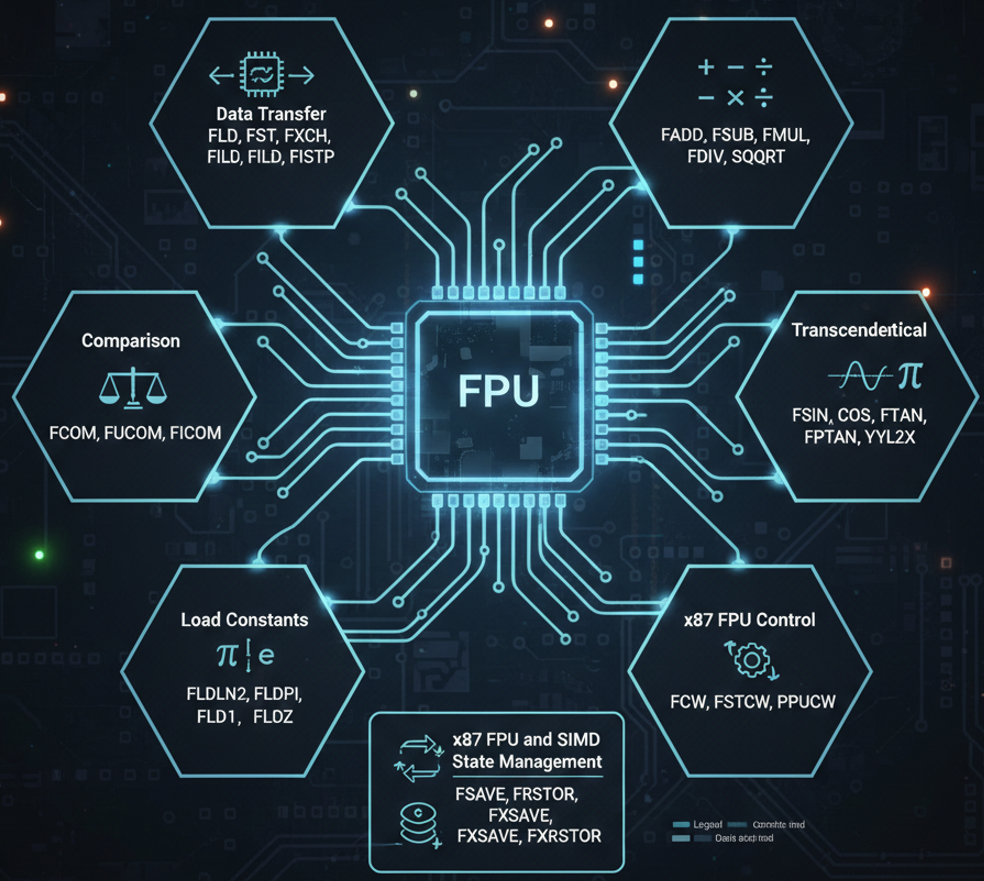 Data Transfer
FLD, FST, FXCH,
FILD, FILD, FISTP
+ − ÷
− × ÷
FADD, FSUB, FMUL,
FDIV, SQQRT
Comparison
FCOM, FUCOM, FICOM
FPU
Transcendetical
π
FSIN, COS, FTAN,
FPTAN, YYL2X
Load Constants
π e
FLDLN2, FLDPI,
FLD1, FLDZ
x87 FPU Control
FCW, FSTCW, PPUCW
x87 FPU and SIMD
State Management
FSAVE, FRSTOR,
FXSAVE,
FXSAVE, FXRSTOR